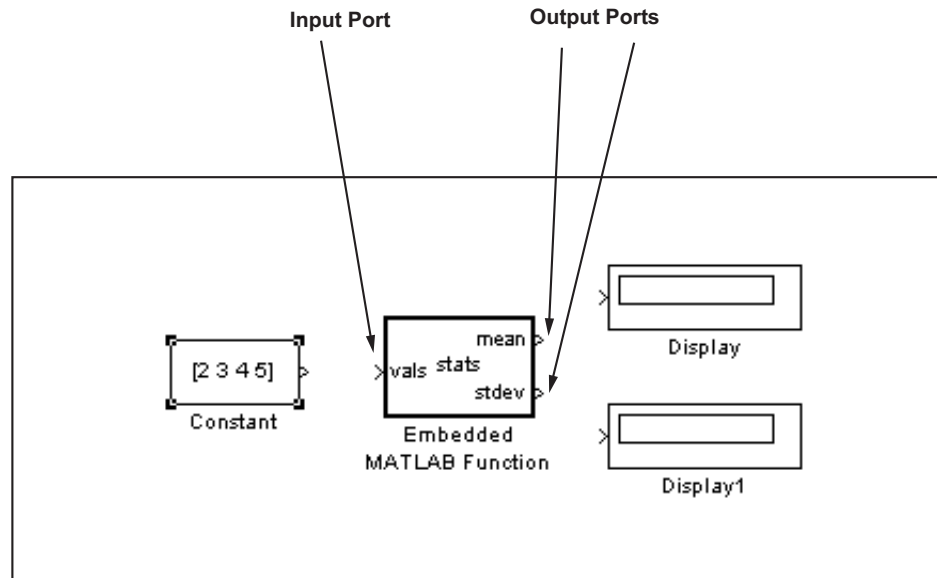 Input Port
Output Ports
[2 3 4 5]
Constant
vals
stats
mean
stdev
Embedded
MATLAB Function
Display
Display1